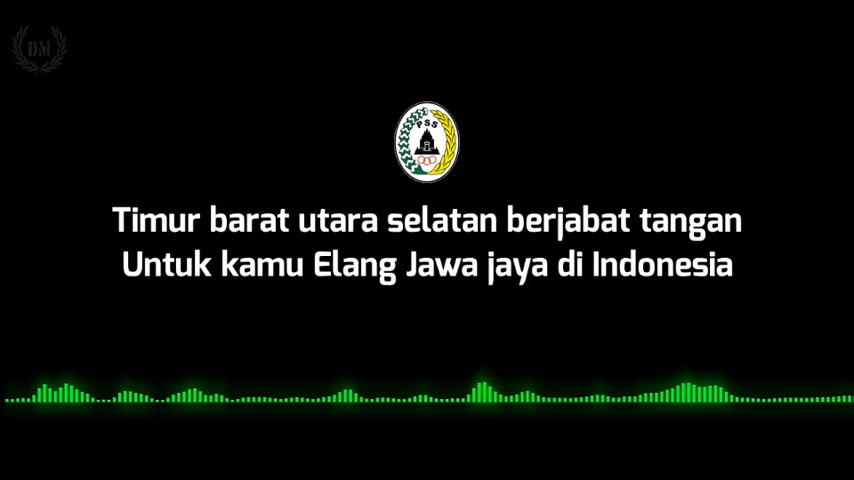 DM
PSS
Timur barat utara selatan berjabat tangan
Untuk kamu Elang Jawa jaya di Indonesia